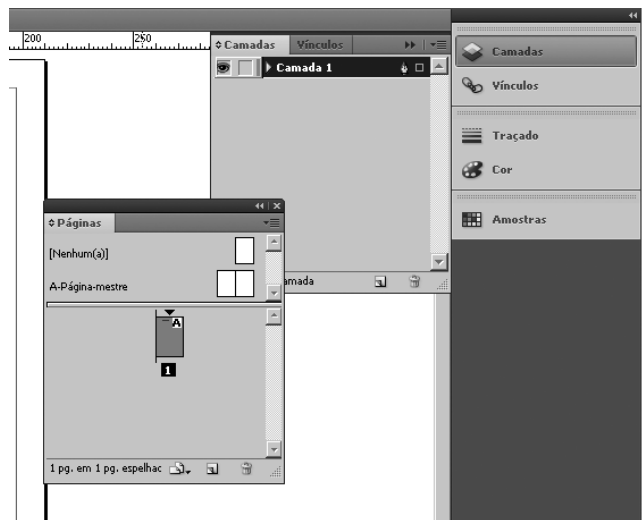 200
250
Camadas Vínculos
Camada 1
Camadas
Vínculos
Traçado
Cor
Amostras
Páginas
[Nenhum(a)]
A-Página-mestre
amada
A
1
1 pg. em 1 pg. espelhac